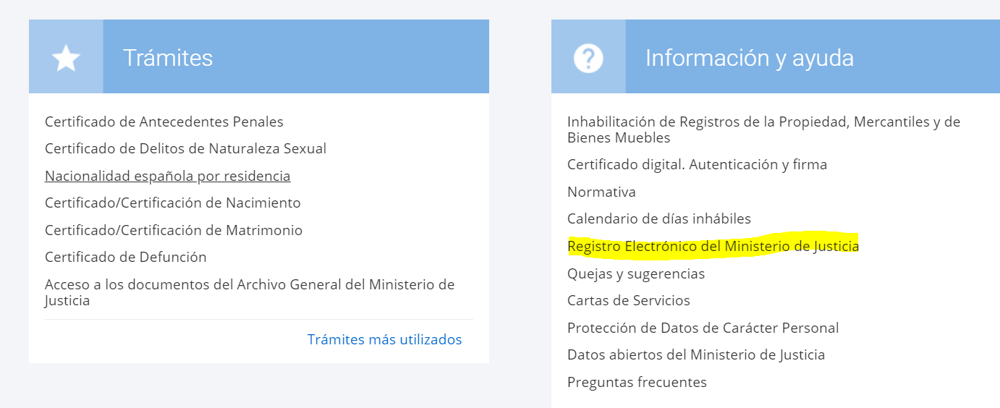 Trámites
Certificado de Antecedentes Penales
Certificado de Delitos de Naturaleza Sexual
Nacionalidad española por residencia
Certificado/Certificación de Nacimiento
Certificado/Certificación de Matrimonio
Certificado de Defunción
Acceso a los documentos del Archivo General del Ministerio de
Justicia
Trámites más utilizados
Información y ayuda
Inhabilitación de Registros de la Propiedad, Mercantiles y de
Bienes Muebles
Certificado digital. Autenticación y firma
Normativa
Calendario de días inhábiles
Registro Electrónico del Ministerio de Justicia
Quejas y sugerencias
Cartas de Servicios
Protección de Datos de Carácter Personal
Datos abiertos del Ministerio de Justicia
Preguntas frecuentes